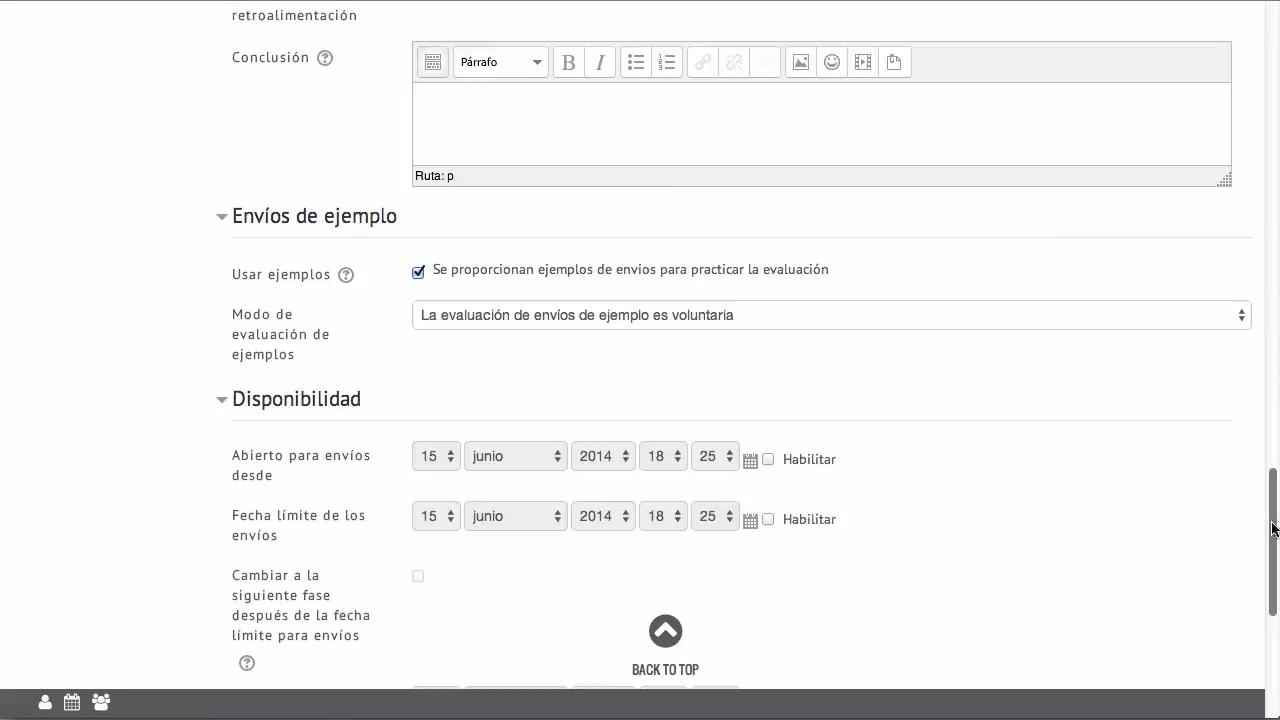 retroalimentación
Conclusión
Párrafo
B I
Ruta: p
Envíos de ejemplo
Usar ejemplos
Se proporcionan ejemplos de envios para practicar la evaluación
Modo de
evaluación de
ejemplos
La evaluación de envíos de ejemplo es voluntaria
Disponibilidad
Abierto para envíos
desde
15 junio 2014 18 25 Habilitar
Fecha límite de los
envíos
15 junio 2014 18 25 Habilitar
Cambiar a la
siguiente fase
después de la fecha
límite para envíos
BACK TO TOP